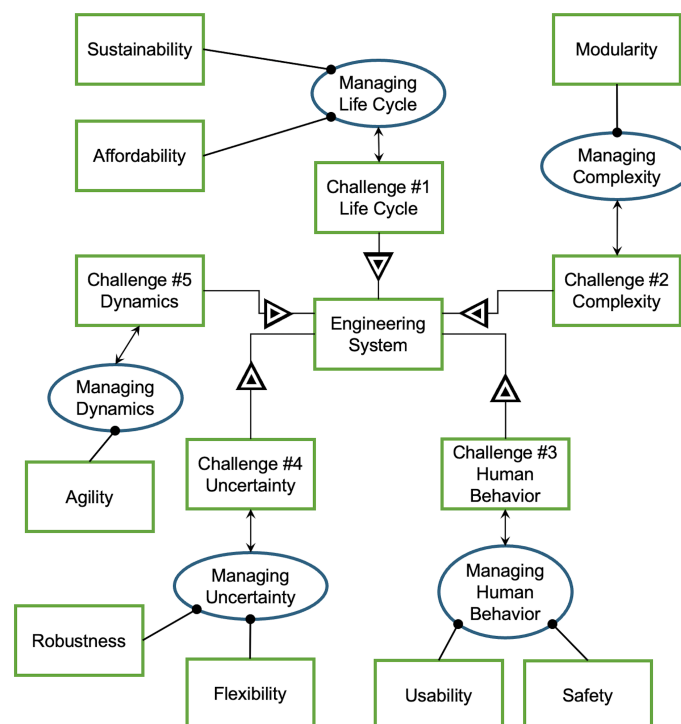 Sustainability
Managing
Life Cycle
Modularity
Affordability
Managing
Complexity
Challenge #1
Life Cycle
Challenge #5
Dynamics
Challenge #2
Complexity
Engineering
System
Managing
Dynamics
Challenge #4
Uncertainty
Challenge #3
Human
Behavior
Agility
Managing
Uncertainty
Managing
Human
Behavior
Robustness
Flexibility
Usability
Safety